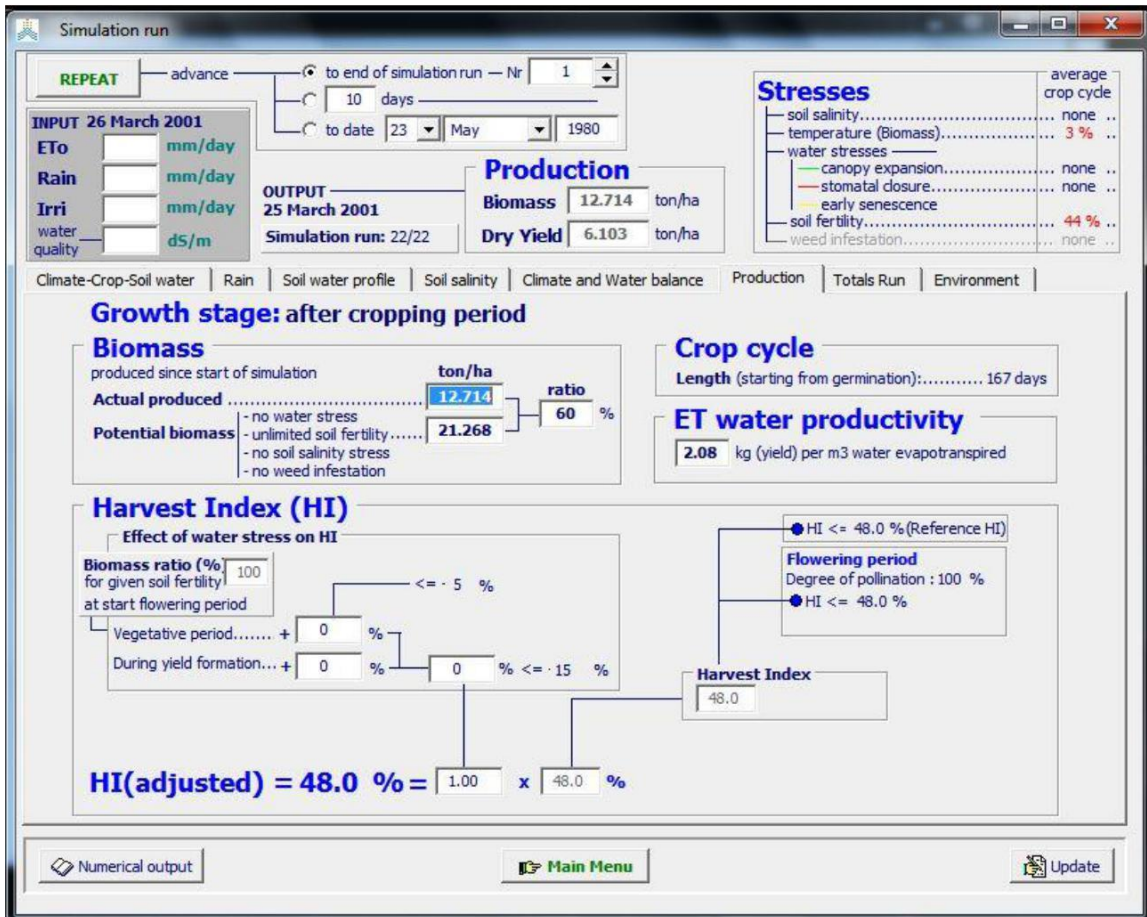 Simulation run
REPEAT
advance
to end of simulation run — Nr 1
10 days
to date 23 May 1980
INPUT 26 March 2001
ETo mm/day
Rain mm/day
Irri mm/day
water quality dS/m
OUTPUT
25 March 2001
Simulation run: 22/22
Production
Biomass 12.714 ton/ha
Dry Yield 6.103 ton/ha
Stresses
average
crop cycle
soil salinity................................ none ..
temperature (Biomass)................... 3 % ..
water stresses
canopy expansion.................... none ..
stomatal closure...................... none ..
early senescence
soil fertility.................................. 44 % ..
weed infestation........................... none ..
Climate-Crop-Soil water | Rain | Soil water profile | Soil salinity | Climate and Water balance | Production | Totals Run | Environment
Growth stage: after cropping period
Biomass
produced since start of simulation ton/ha
Actual produced .................................... 12.714
ratio
60 %
Potential biomass
- no water stress
- unlimited soil fertility...... 21.268
- no soil salinity stress
- no weed infestation
Crop cycle
Length (starting from germination):........... 167 days
ET water productivity
2.08 kg (yield) per m3 water evapotranspired
Harvest Index (HI)
Effect of water stress on HI
Biomass ratio (%) 100
for given soil fertility
at start flowering period
<= · 5 %
Vegetative period....... + 0 %
During yield formation... + 0 %
0 % <= · 15 %
HI <= 48.0 %(Reference HI)
Flowering period
Degree of pollination : 100 %
HI <= 48.0 %
Harvest Index
48.0
HI(adjusted) = 48.0 % = 1.00 x 48.0 %
Numerical output
Main Menu
Update